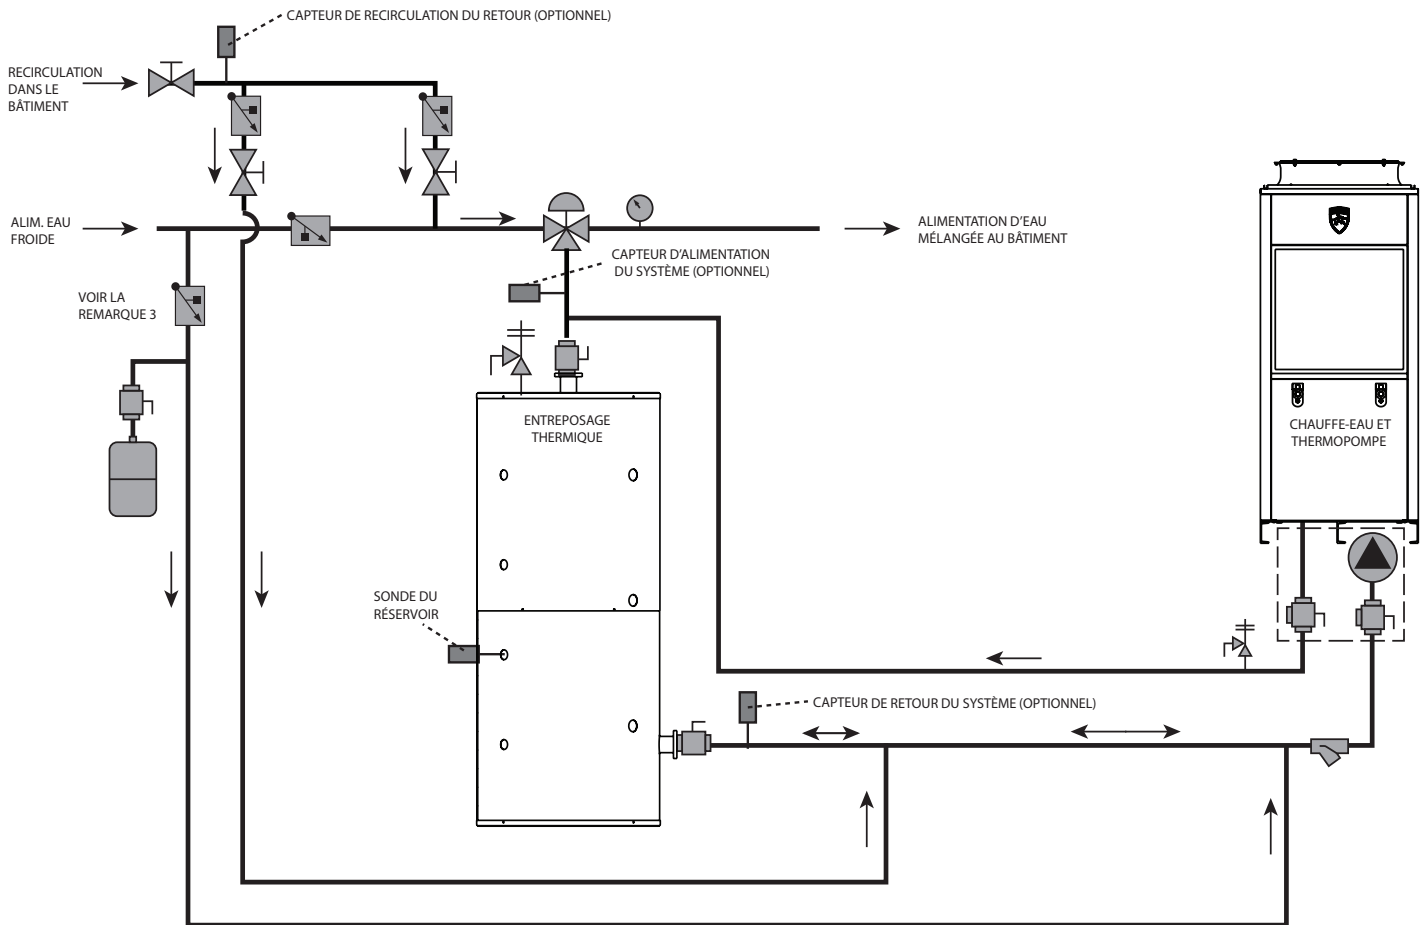 CAPTEUR DE RECIRCULATION DU RETOUR (OPTIONNEL)
RECIRCULATION
DANS LE
BÂTIMENT
ALIM. EAU
FROIDE
ALIMENTATION D'EAU
MÉLANGÉE AU BÂTIMENT
CAPTEUR D'ALIMENTATION
DU SYSTÈME (OPTIONNEL)
VOIR LA
REMARQUE 3
ENTREPOSAGE
THERMIQUE
CHAUFFE-EAU ET
THERMOPOMPE
SONDE DU
RÉSERVOIR
CAPTEUR DE RETOUR DU SYSTÈME (OPTIONNEL)